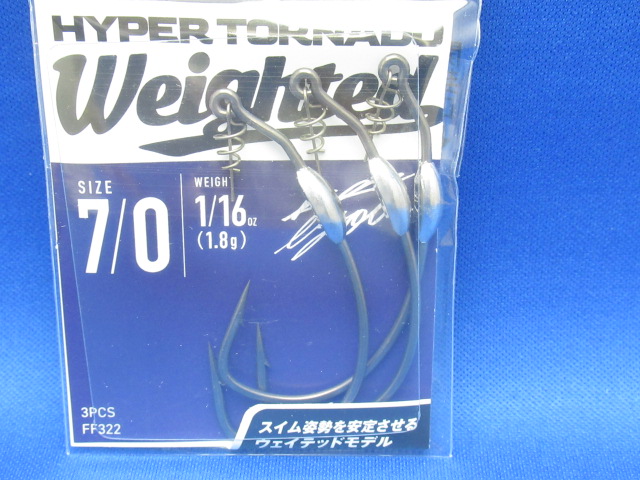 HYPER TORNADO
Weighted
SIZE
7/0
WEIGHT
1/16oz
(1.8g)
3PCS
FF322
スイム姿勢を安定させる
ウェイテッドモデル